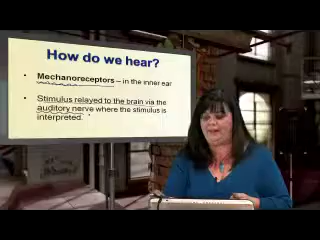 How do we hear?
• Mechanoreceptors – in the inner ear
• Stimulus relayed to the brain via the
auditory nerve where the stimulus is
interpreted.